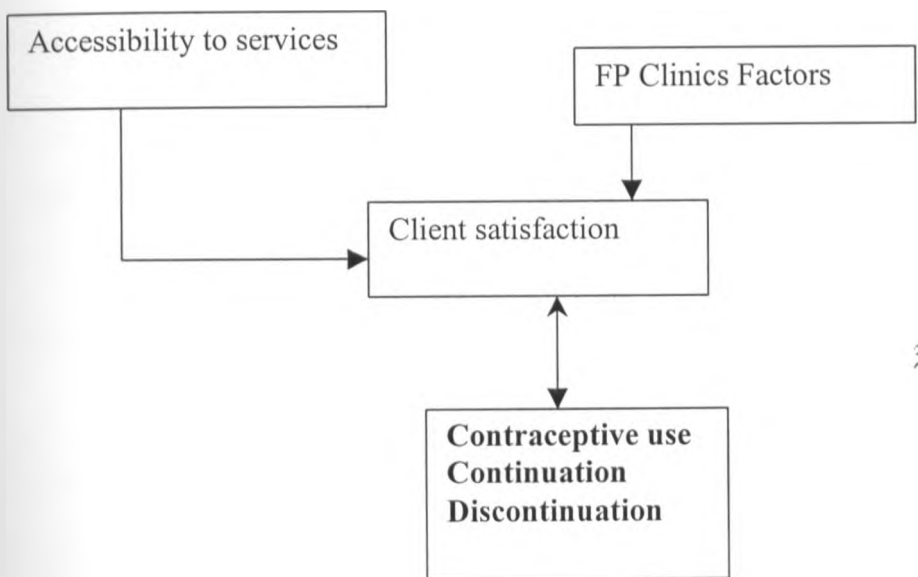 Accessibility to services
FP Clinics Factors
Client satisfaction
Contraceptive use
Continuation
Discontinuation